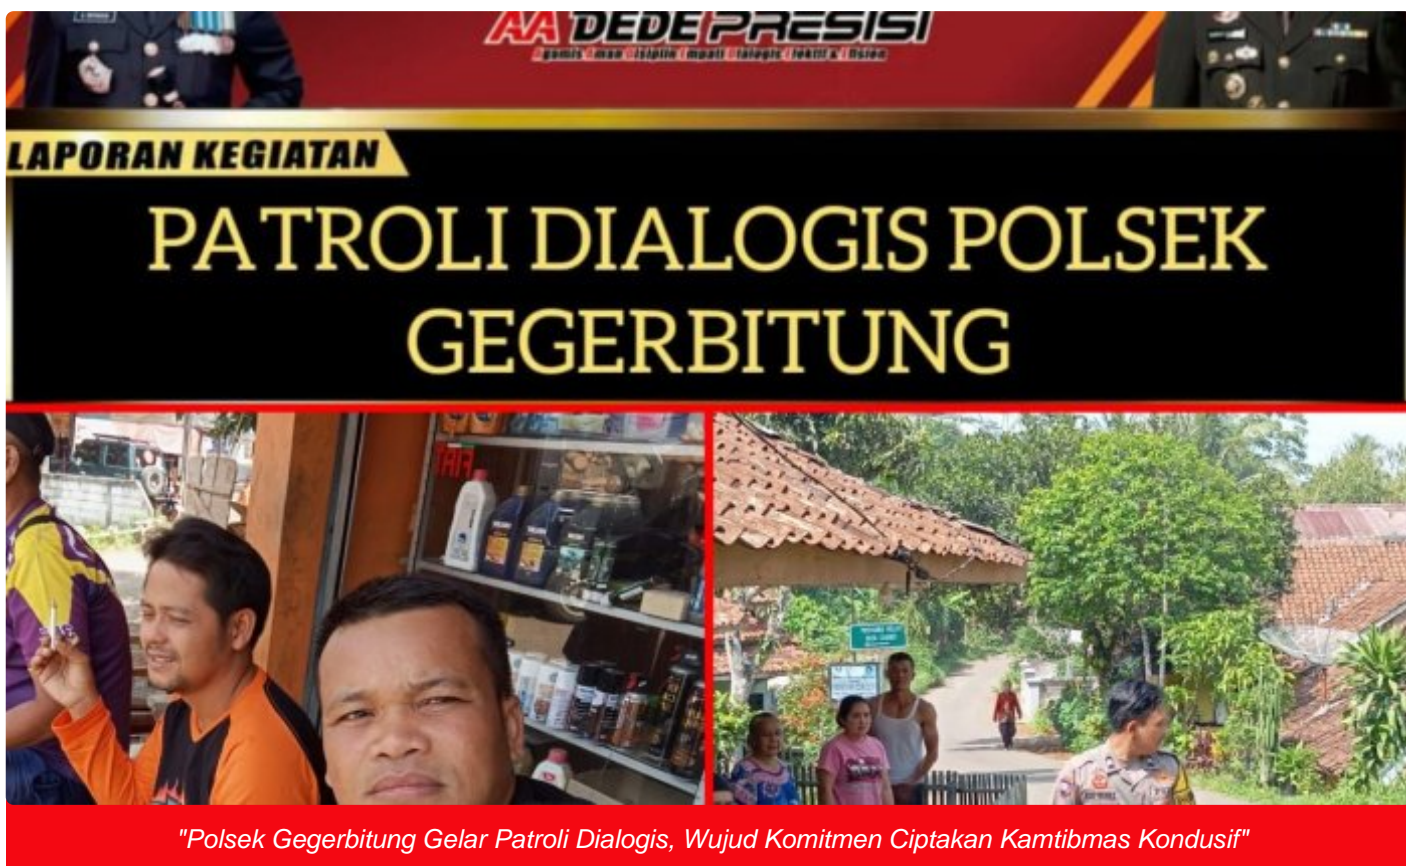 AA DEDE PRESISI
LAPORAN KEGIATAN
PATROLI DIALOGIS POLSEK
GEGERBITUNG
"Polsek Gegerbitung Gelar Patroli Dialogis, Wujud Komitmen Ciptakan Kamtibmas Kondusif"